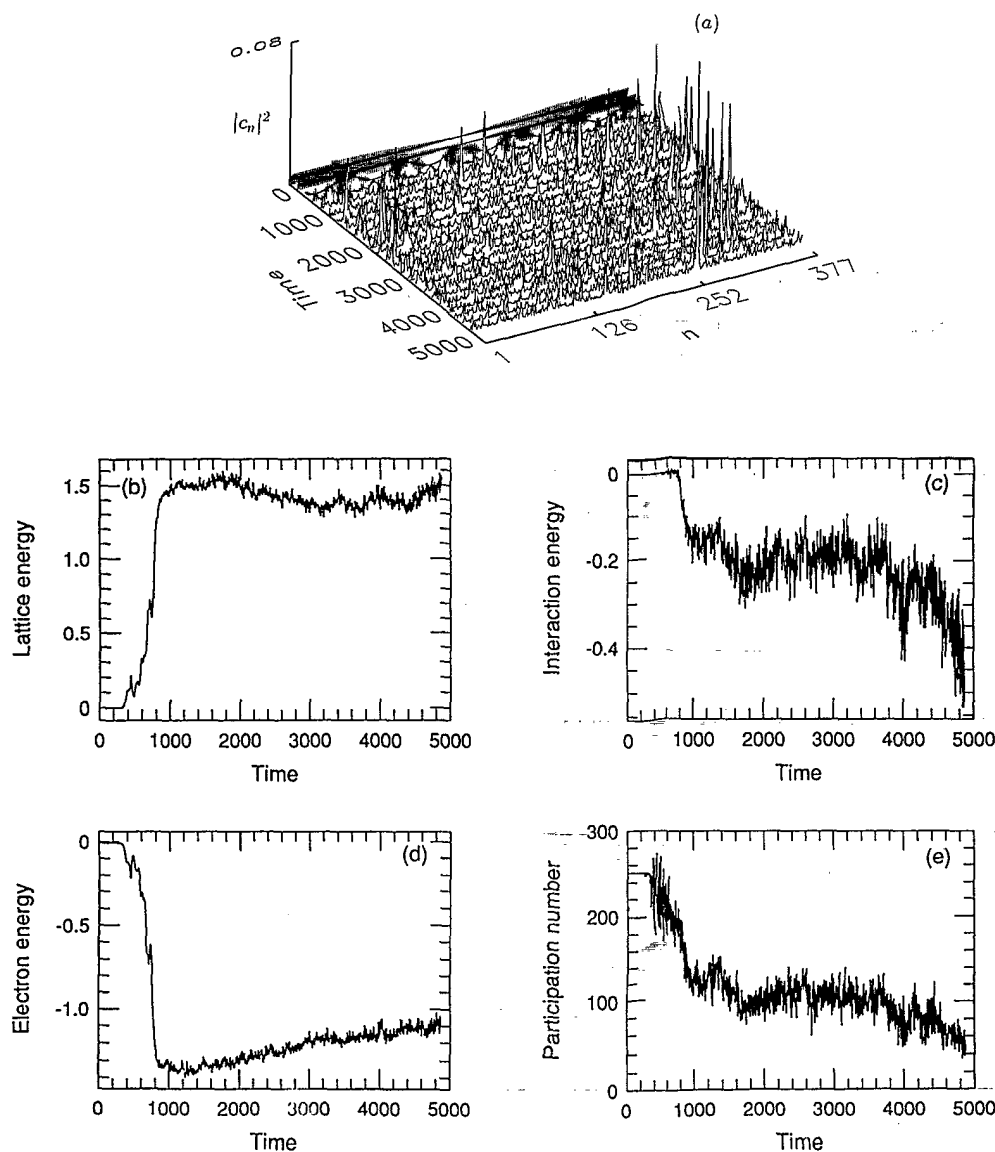 (a)
0.08
|c_n|^2
0
1000
2000
3000
4000
5000
Time
1
126
252
377
n
(b)
1.5
1.0
0.5
0
Lattice energy
0 1000 2000 3000 4000 5000
Time
(c)
0
-0.2
-0.4
Interaction energy
0 1000 2000 3000 4000 5000
Time
(d)
0
-0.5
-1.0
Electron energy
0 1000 2000 3000 4000 5000
Time
(e)
300
200
100
0
Participation number
0 1000 2000 3000 4000 5000
Time